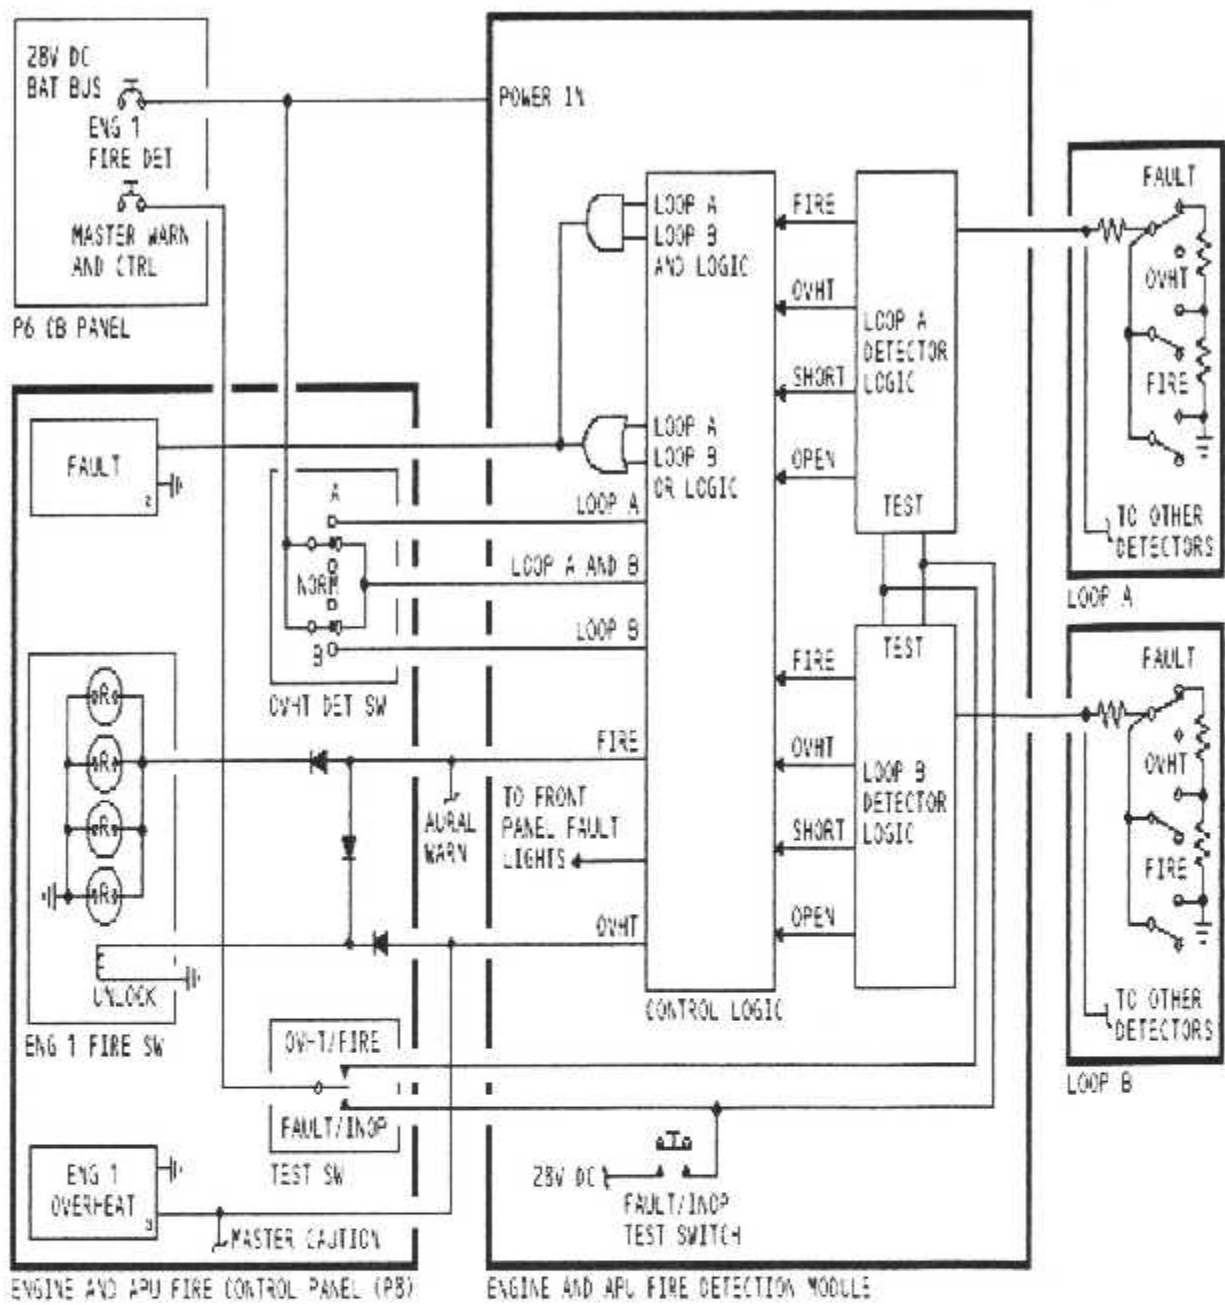 28V DC
BAT BUS
ENG 1
FIRE DET
MASTER WARN
AND CTRL
P6 CB PANEL
POWER IN
LOOP A
LOOP B
AND LOGIC
LOOP A
LOOP B
OR LOGIC
FIRE
OVHT
SHORT
OPEN
LOOP A
DETECTOR
LOGIC
TEST
FAULT
OVHT
FIRE
TO OTHER
DETECTORS
LOOP A
FAULT
2
A
NORM
B
OVHT DET SW
LOOP A
LOOP A AND B
LOOP B
FIRE
TO FRONT
PANEL FAULT
LIGHTS
OVHT
AURAL
WARN
CONTROL LOGIC
TEST
FIRE
OVHT
SHORT
OPEN
LOOP B
DETECTOR
LOGIC
FAULT
OVHT
FIRE
TO OTHER
DETECTORS
LOOP B
R
R
R
R
UNLOCK
ENG 1 FIRE SW
OVHT/FIRE
FAULT/INOP
TEST SW
ENG 1
OVERHEAT
3
MASTER CAUTION
28V DC
FAULT/INOP
TEST SWITCH
ENGINE AND APU FIRE CONTROL PANEL (P8)
ENGINE AND APU FIRE DETECTION MODULE